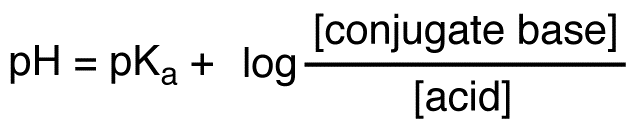 pH = pKₐ + log [conjugate base]
[acid]